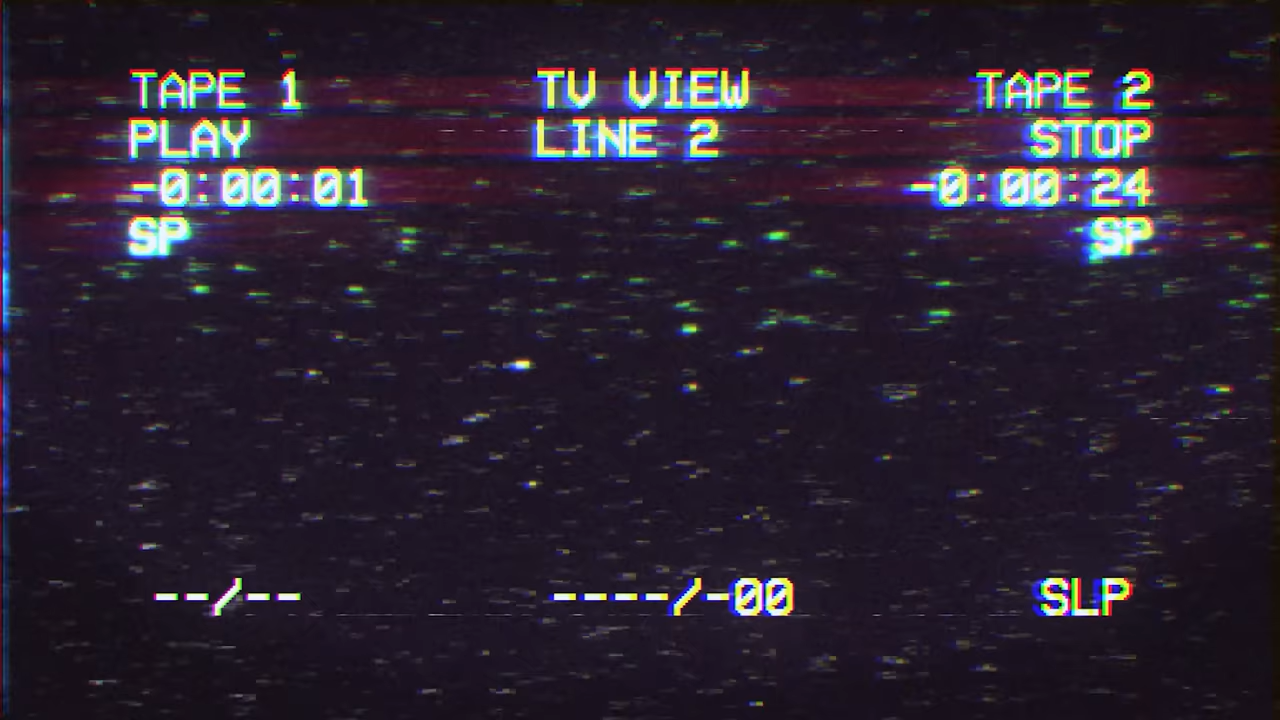 TAPE 1
PLAY
-0:00:01
SP
TV VIEW
LINE 2
TAPE 2
STOP
-0:00:24
SP
--/--
----/-00
SLP